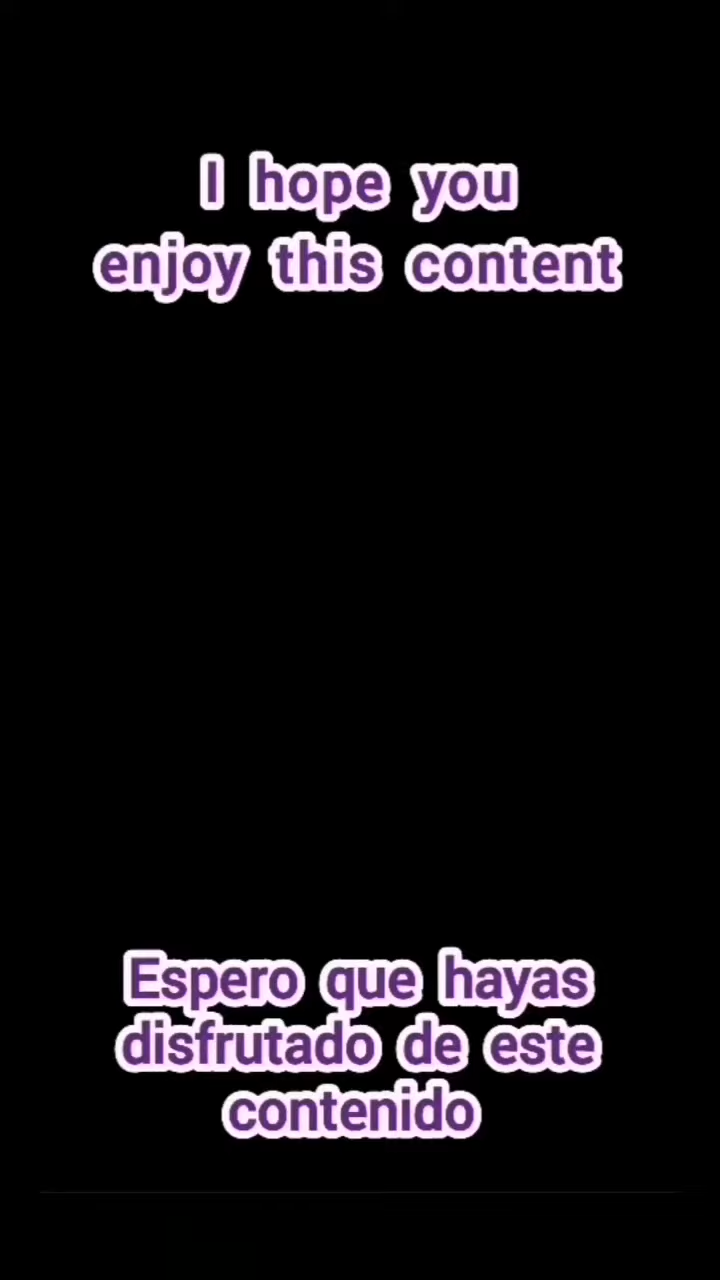 I hope you
enjoy this content
Espero que hayas
disfrutado de este
contenido